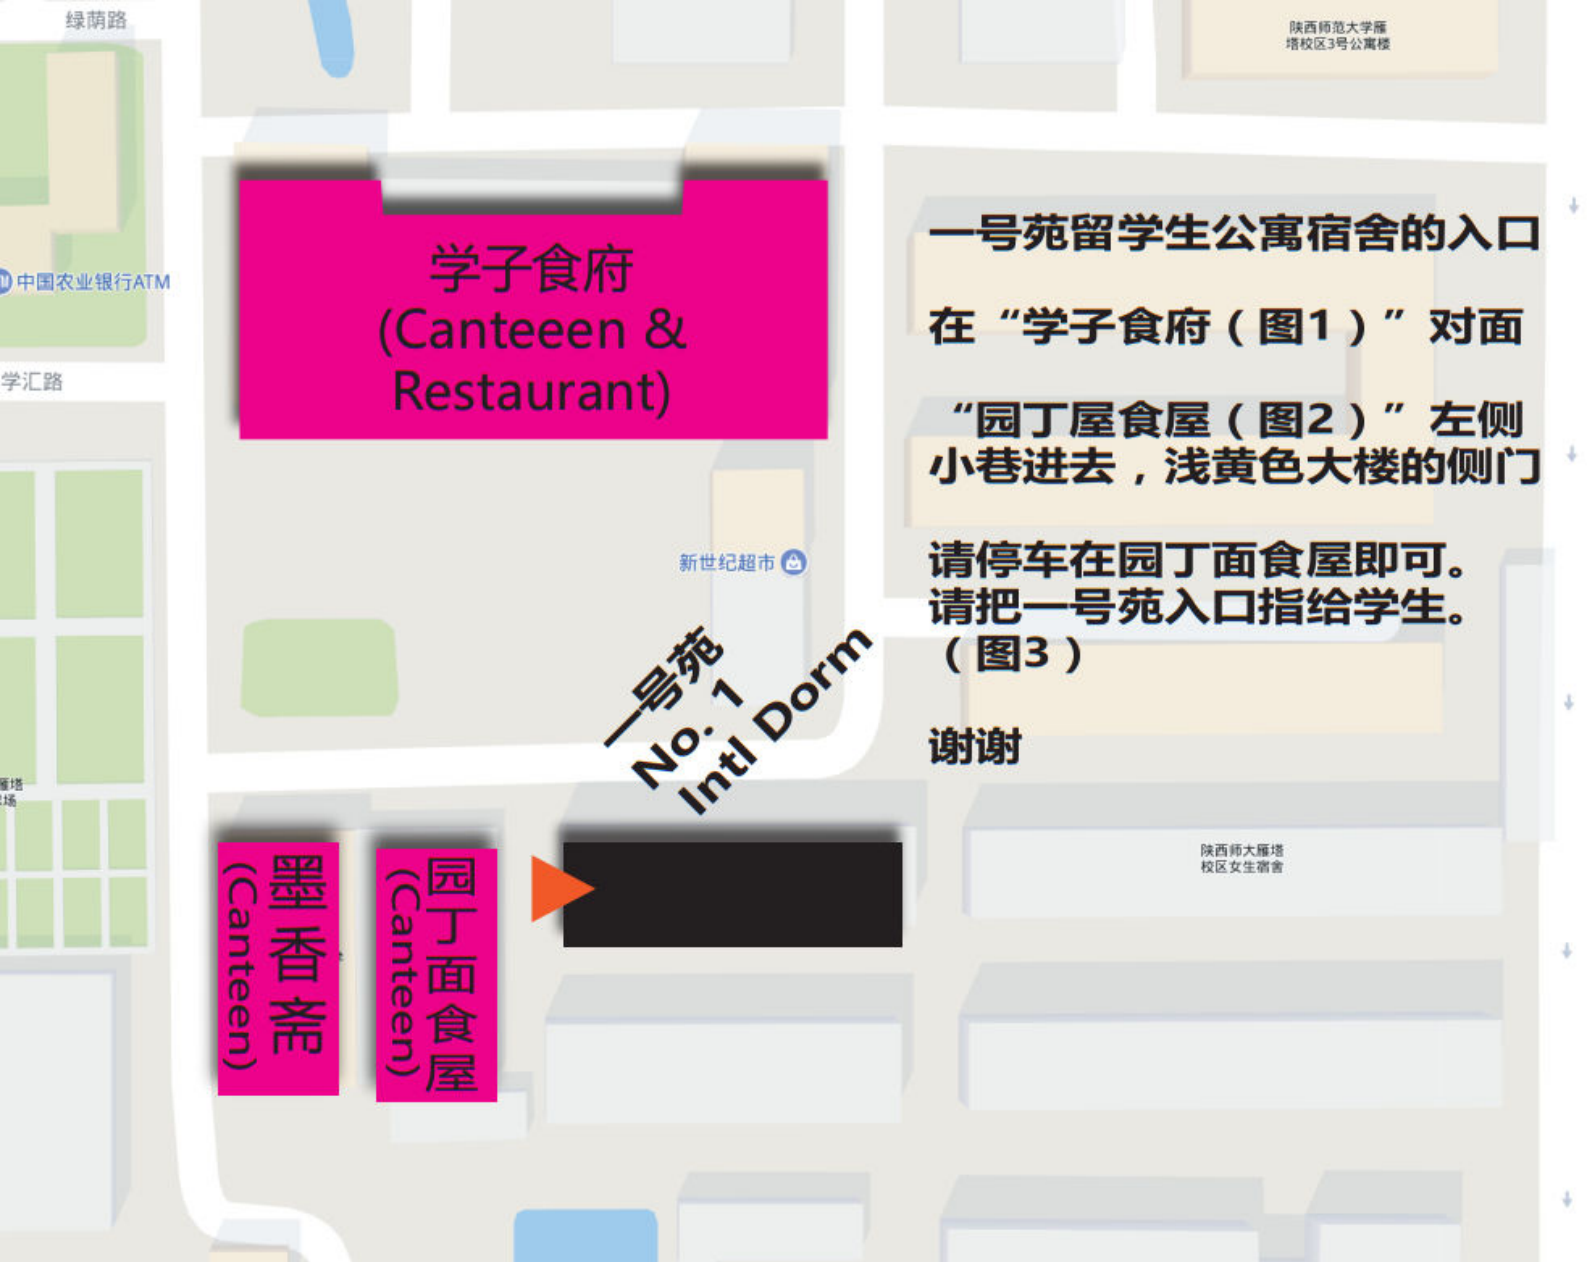 绿荫路
陕西师范大学雁
塔校区3号公寓楼
中国农业银行ATM
学汇路
学子食府
(Canteeen &
Restaurant)
一号苑留学生公寓宿舍的入口
在“学子食府（图1）”对面
“园丁屋食屋（图2）”左侧
小巷进去，浅黄色大楼的侧门
请停车在园丁面食屋即可。
请把一号苑入口指给学生。
（图3）
谢谢
新世纪超市
一号苑
No. 1
Intl Dorm
雁塔
场
墨香斋
(Canteen)
园丁面食屋
(Canteen)
陕西师大雁塔
校区女生宿舍